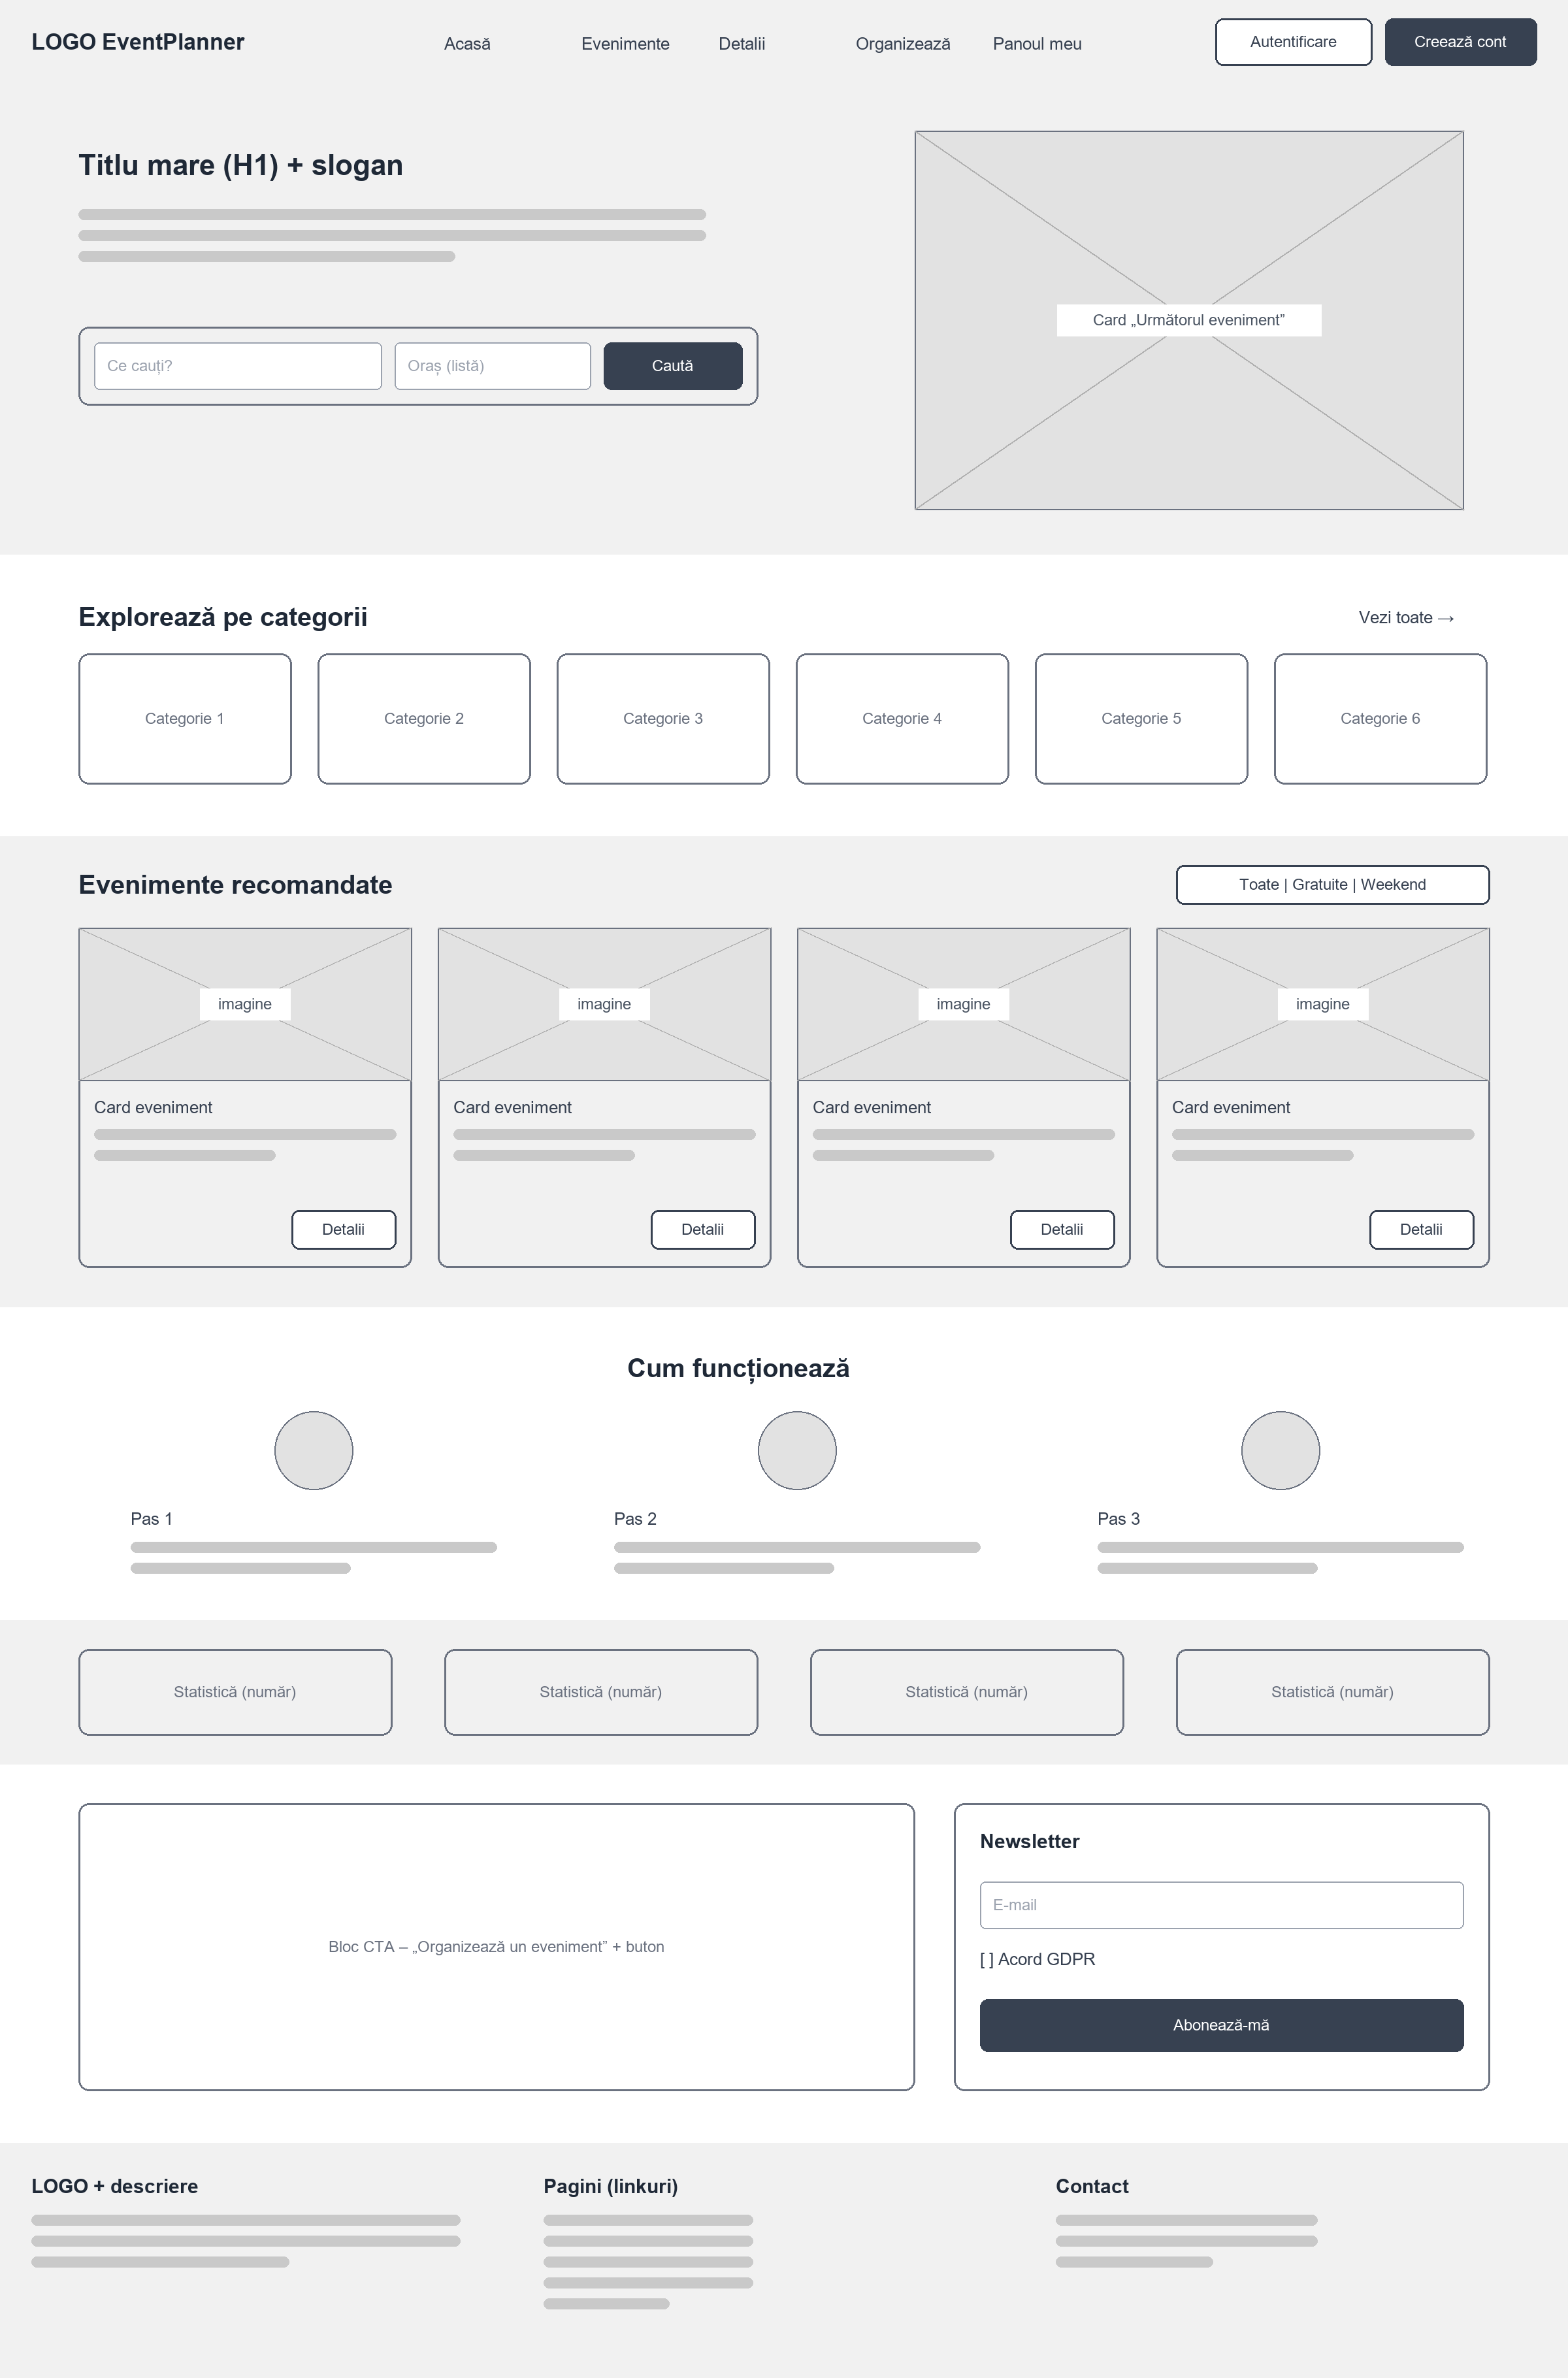 LOGO EventPlanner
Acasă
Evenimente
Detalii
Organizează
Panoul meu
Autentificare
Creează cont
Titlu mare (H1) + slogan
Ce cauți?
Oraș (listă)
Caută
Card „Următorul eveniment”
Explorează pe categorii
Vezi toate →
Categorie 1
Categorie 2
Categorie 3
Categorie 4
Categorie 5
Categorie 6
Evenimente recomandate
Toate | Gratuite | Weekend
imagine
imagine
imagine
imagine
Card eveniment
Card eveniment
Card eveniment
Card eveniment
Detalii
Detalii
Detalii
Detalii
Cum funcționează
Pas 1
Pas 2
Pas 3
Statistică (număr)
Statistică (număr)
Statistică (număr)
Statistică (număr)
Bloc CTA – „Organizează un eveniment” + buton
Newsletter
E-mail
[ ] Acord GDPR
Abonează-mă
LOGO + descriere
Pagini (linkuri)
Contact